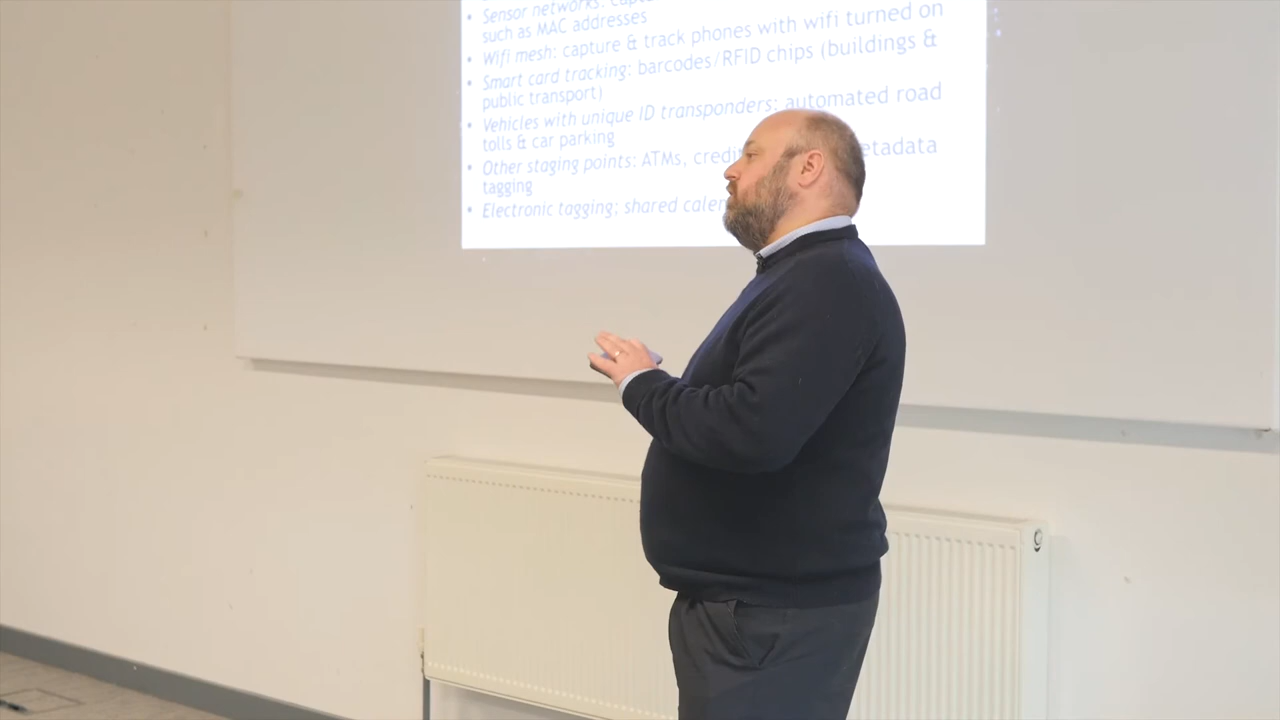 • Sensor networks:
such as MAC addresses
• Wifi mesh: capture & track phones with wifi turned on
• Smart card tracking: barcodes/RFID chips (buildings &
public transport)
• Vehicles with unique ID transponders: automated road
tolls & car parking
• Other staging points: ATMs,
tagging
• Electronic tagging; shared